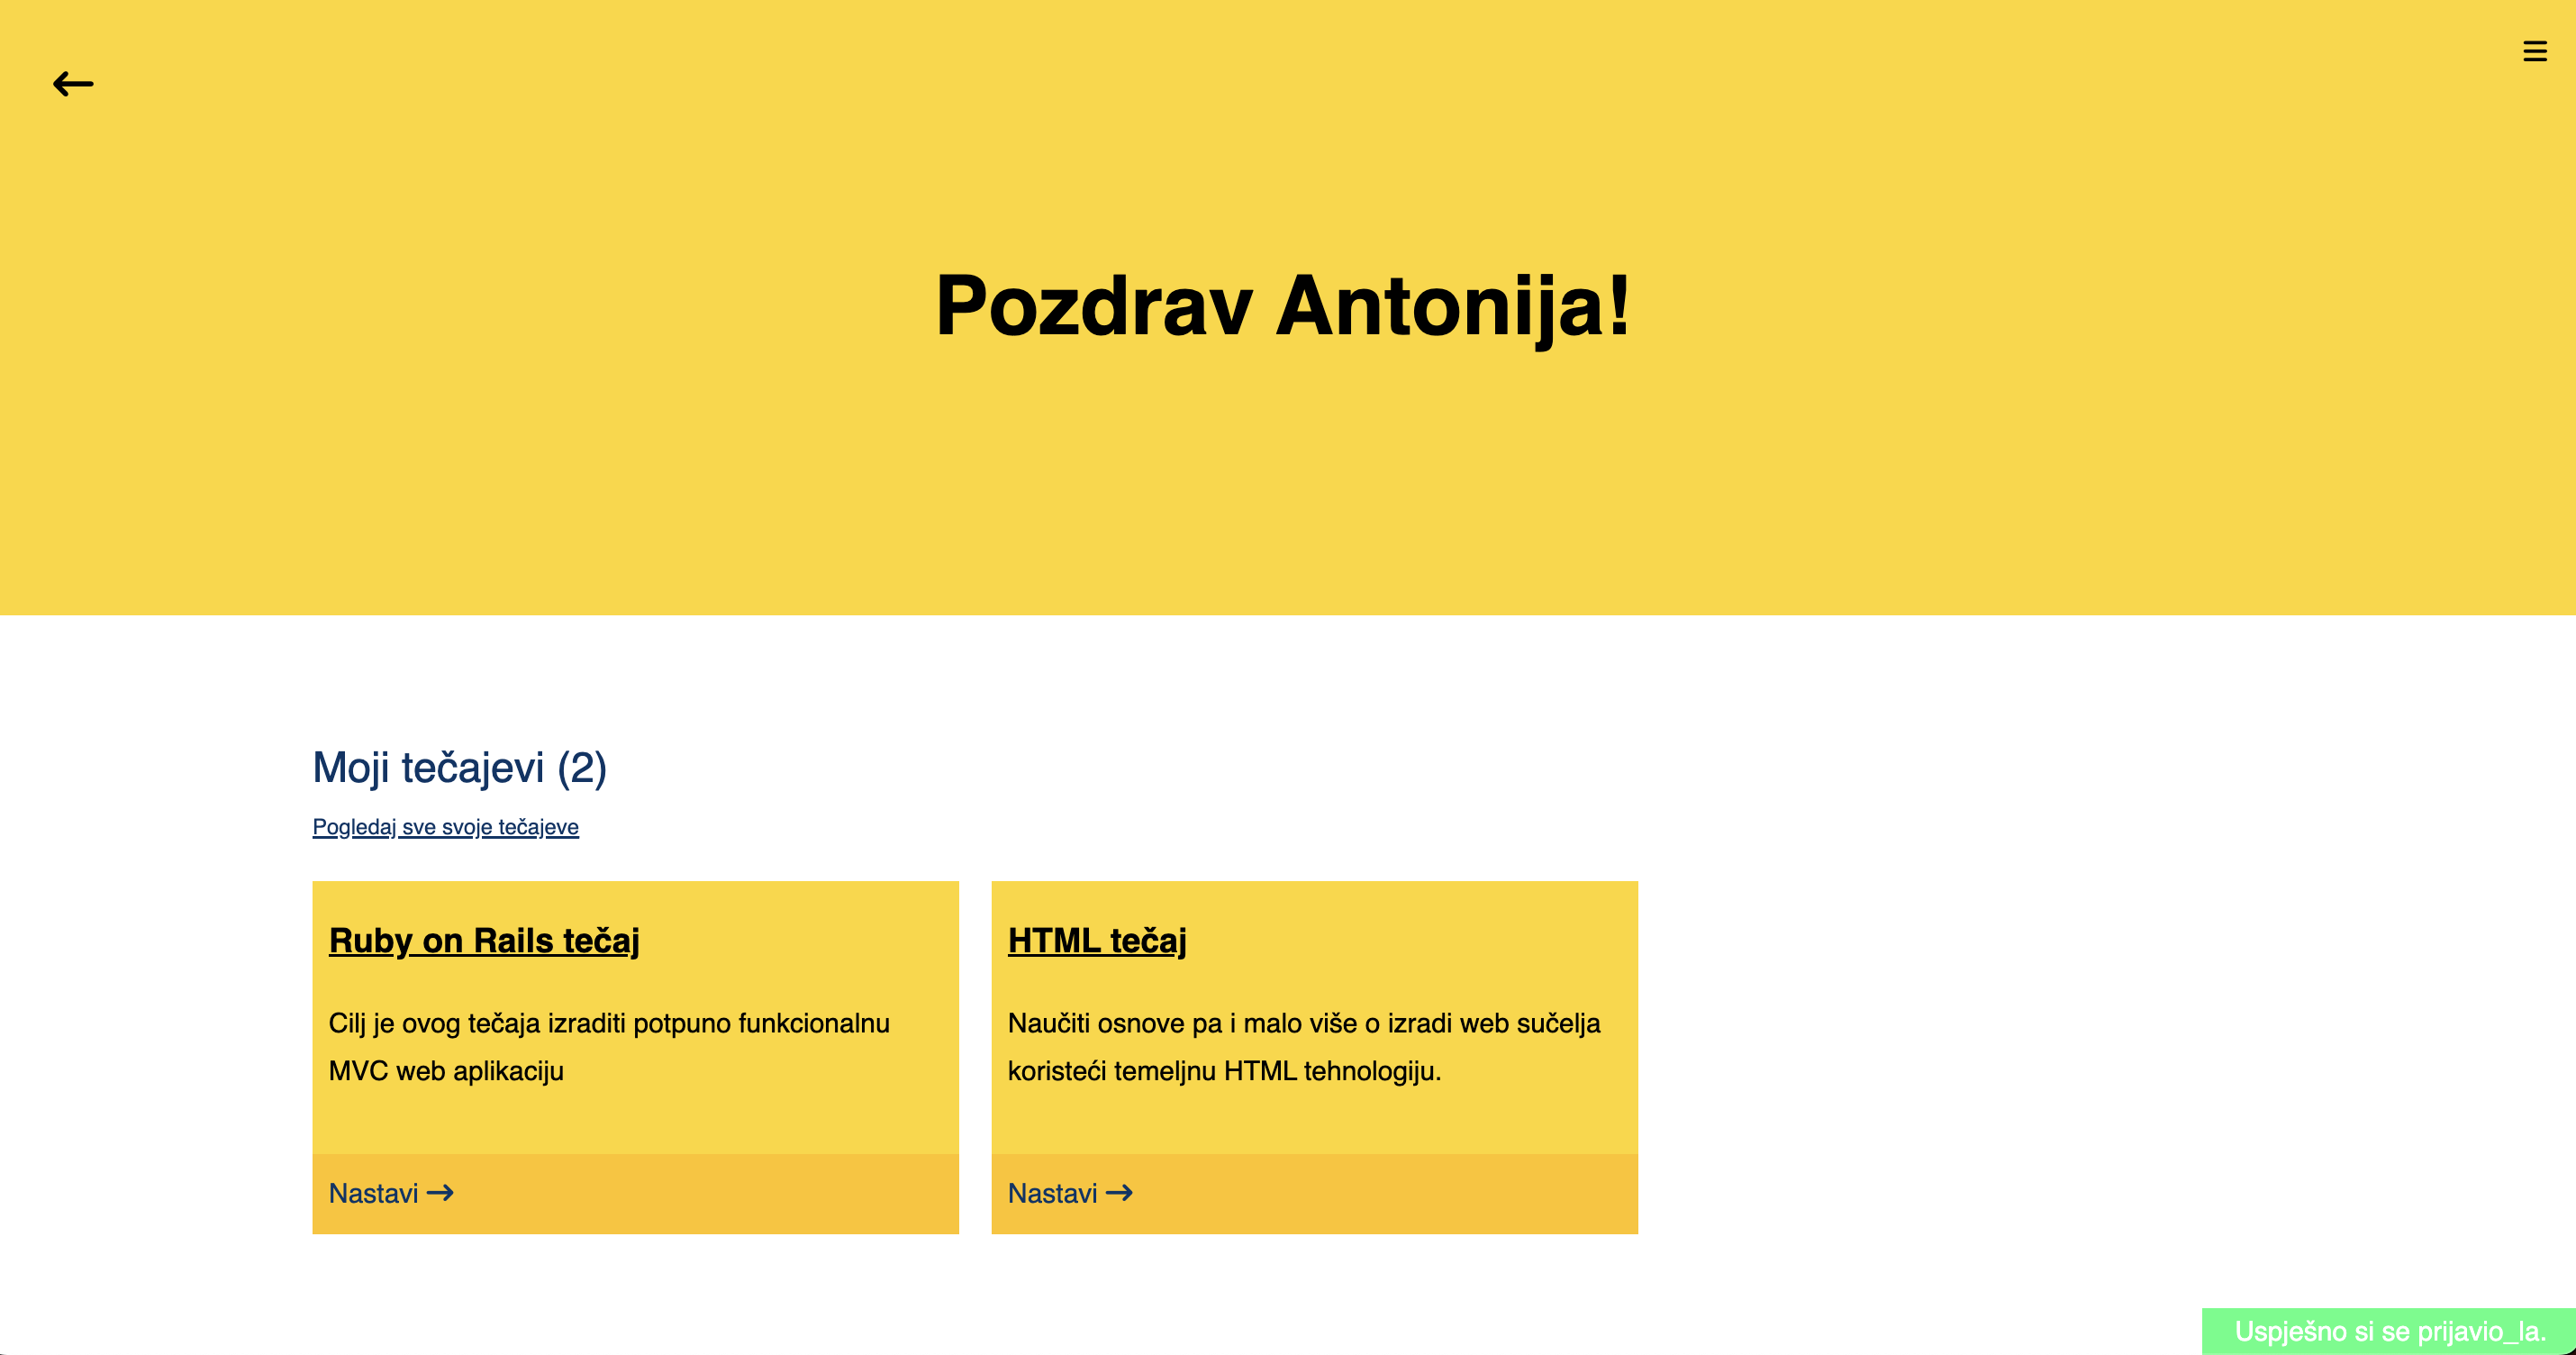 Pozdrav Antonija!
Moji tečajevi (2)
Pogledaj sve svoje tečajeve
Ruby on Rails tečaj
Cilj je ovog tečaja izraditi potpuno funkcionalnu
MVC web aplikaciju
Nastavi
HTML tečaj
Naučiti osnove pa i malo više o izradi web sučelja
koristeći temeljnu HTML tehnologiju.
Nastavi
Uspješno si se prijavio_la.